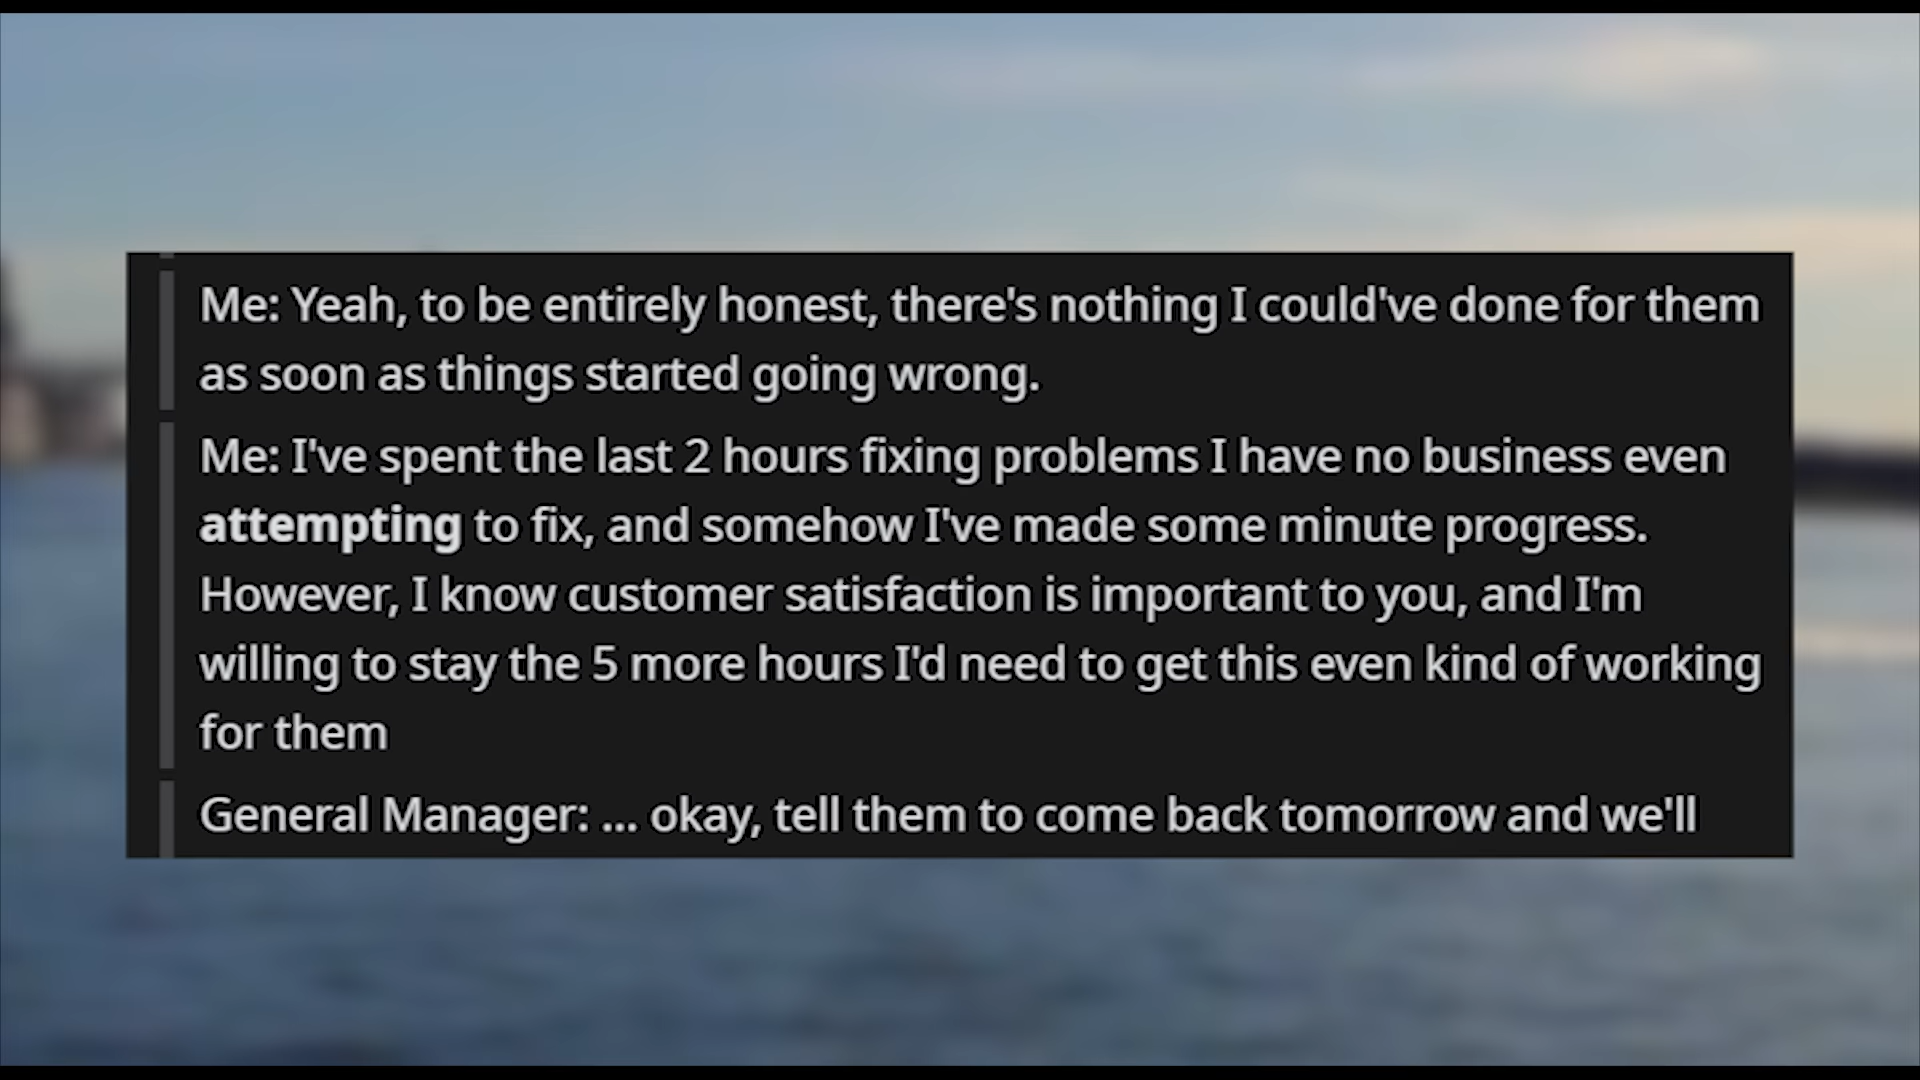 Me: Yeah, to be entirely honest, there's nothing I could've done for them
as soon as things started going wrong.
Me: I've spent the last 2 hours fixing problems I have no business even
attempting to fix, and somehow I've made some minute progress.
However, I know customer satisfaction is important to you, and I'm
willing to stay the 5 more hours I'd need to get this even kind of working
for them
General Manager: ... okay, tell them to come back tomorrow and we'll